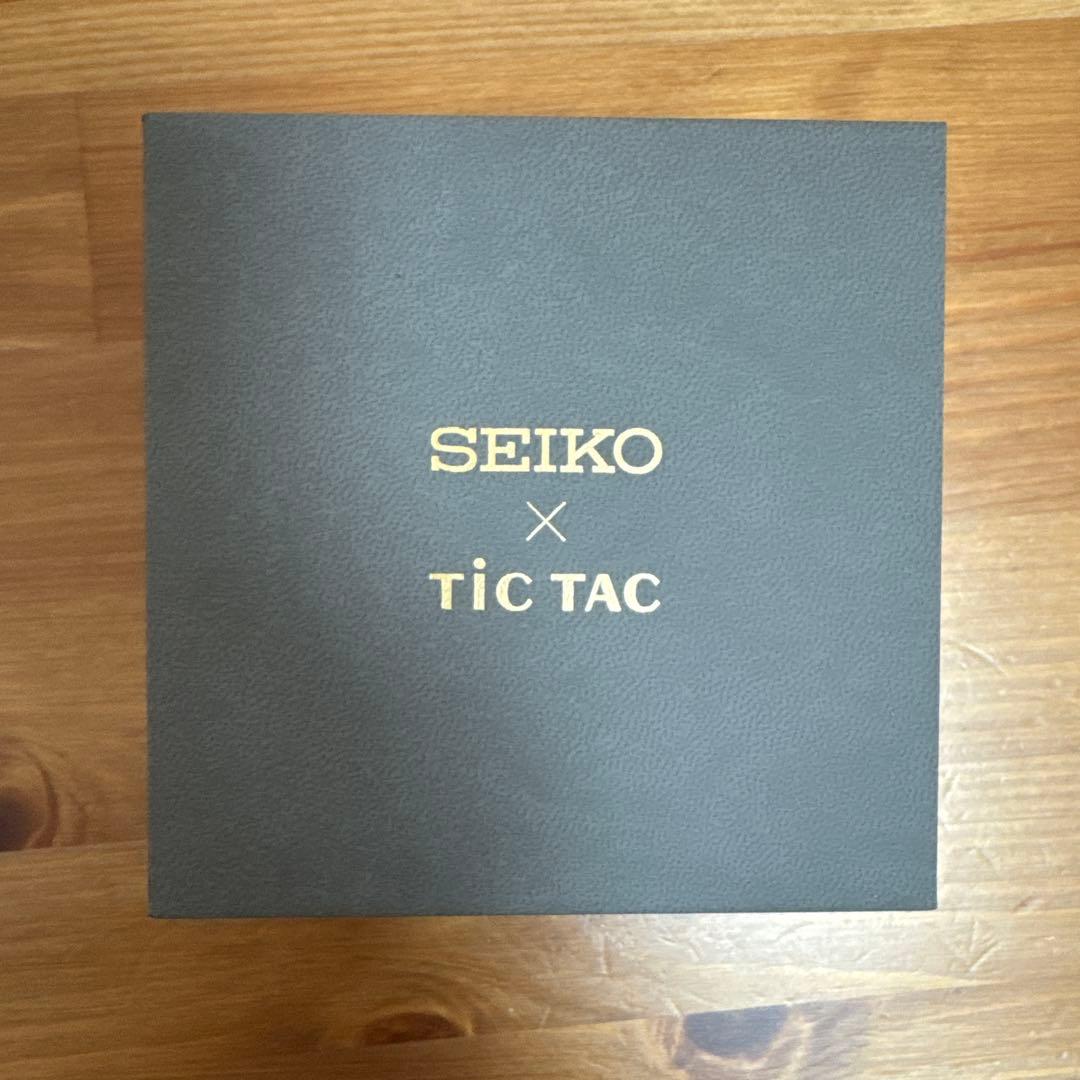 SEIKO
×
TiC TAC